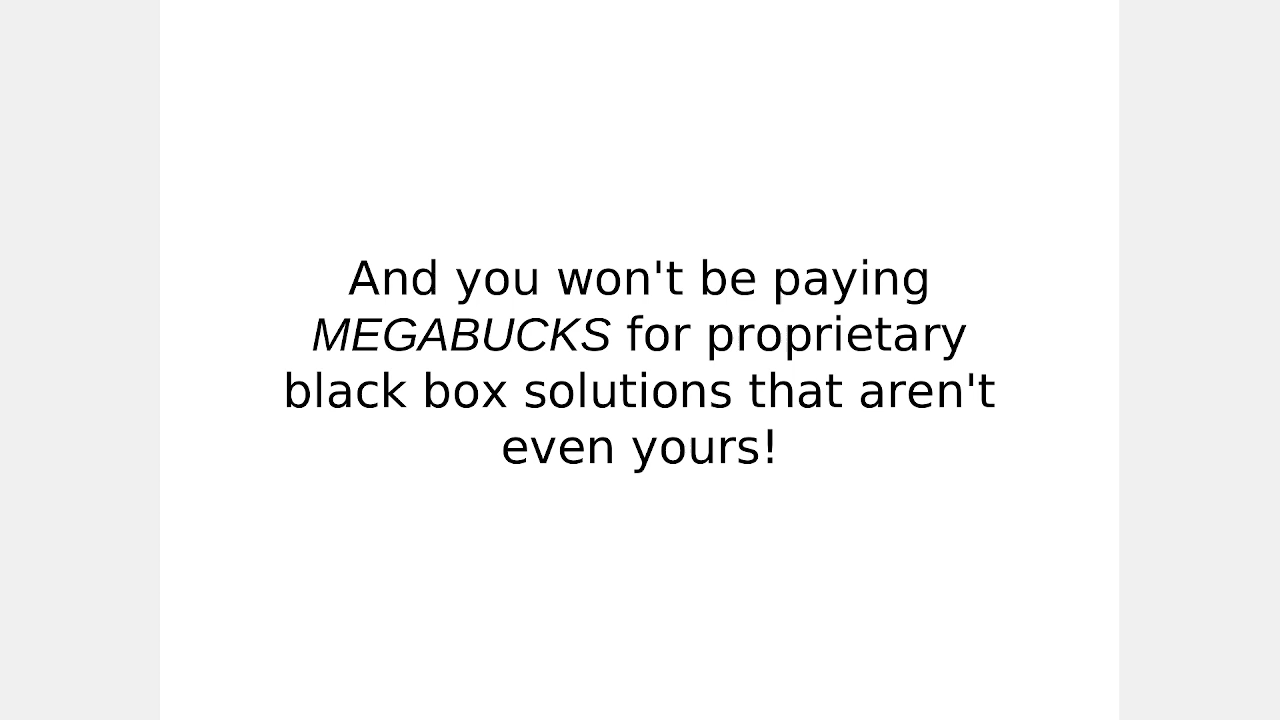 And you won't be paying
MEGABUCKS for proprietary
black box solutions that aren't
even yours!